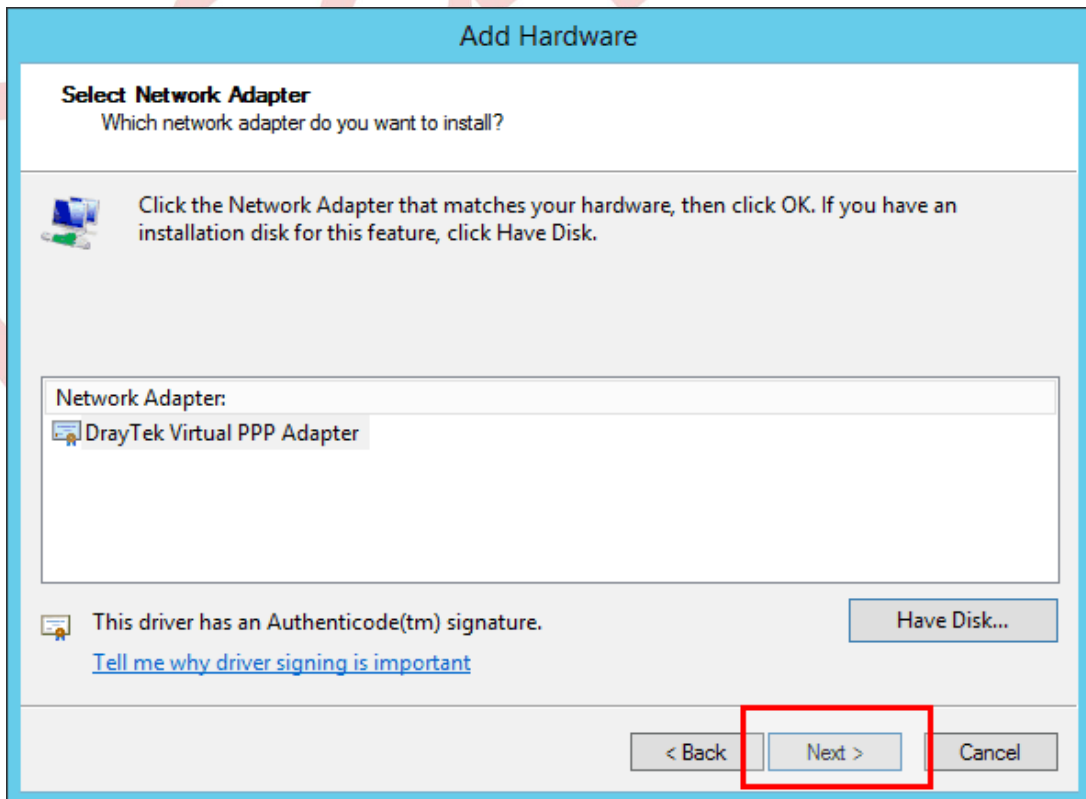 Add Hardware
Select Network Adapter
Which network adapter do you want to install?
Click the Network Adapter that matches your hardware, then click OK. If you have an
installation disk for this feature, click Have Disk.
Network Adapter:
DrayTek Virtual PPP Adapter
This driver has an Authenticode(tm) signature.
Have Disk...
Tell me why driver signing is important
< Back
Next >
Cancel